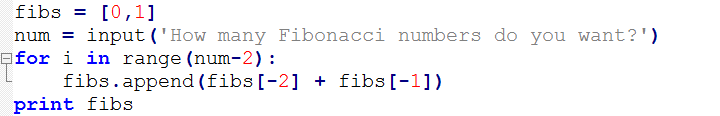 fibs = [0,1]
num = input('How many Fibonacci numbers do you want?')
for i in range(num-2):
    fibs.append(fibs[-2] + fibs[-1])
print fibs